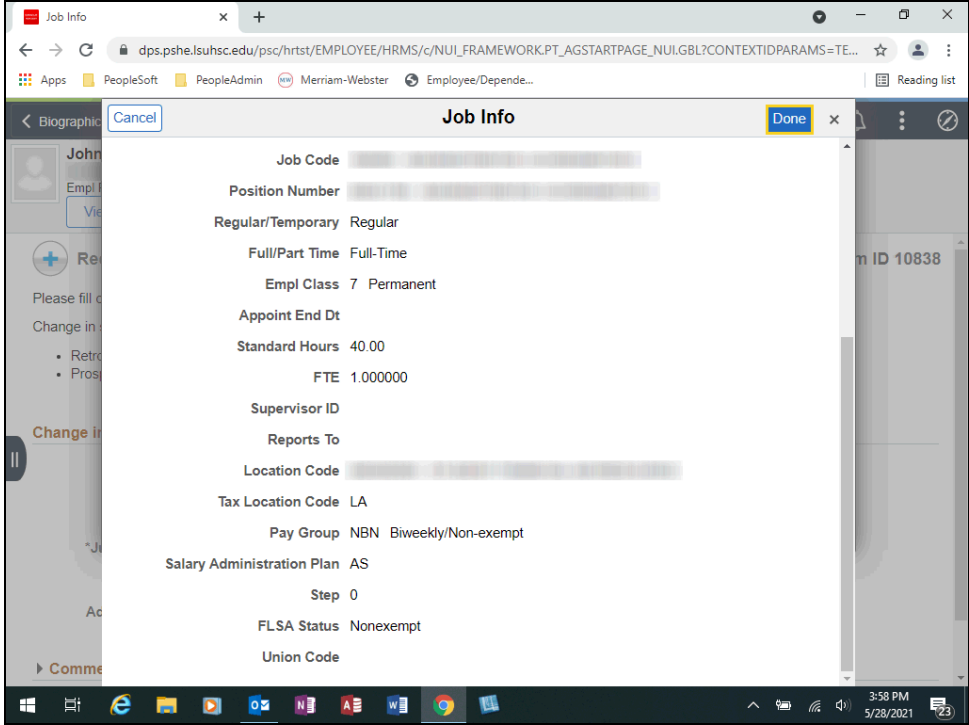 Job Info
dps.pshe.lsuhsc.edu/psc/hrtst/EMPLOYEE/HRMS/c/NUI_FRAMEWORK.PT_AGSTARTPAGE_NUI.GBL?CONTEXTIDPARAMS=TE...
Apps PeopleSoft PeopleAdmin Merriam-Webster Employee/Depende... Reading list
Biographic
Cancel Job Info Done
John
Empl
Vie
Job Code
Position Number
Regular/Temporary Regular
Full/Part Time Full-Time
Re m ID 10838
Empl Class 7 Permanent
Please fill
Appoint End Dt
Change in
Standard Hours 40.00
Retro
Pros
FTE 1.000000
Supervisor ID
Change in
Reports To
Location Code
Tax Location Code LA
Pay Group NBN Biweekly/Non-exempt
*Ju
Salary Administration Plan AS
Step 0
Ad
FLSA Status Nonexempt
Union Code
Comme
3:58 PM
5/28/2021
23